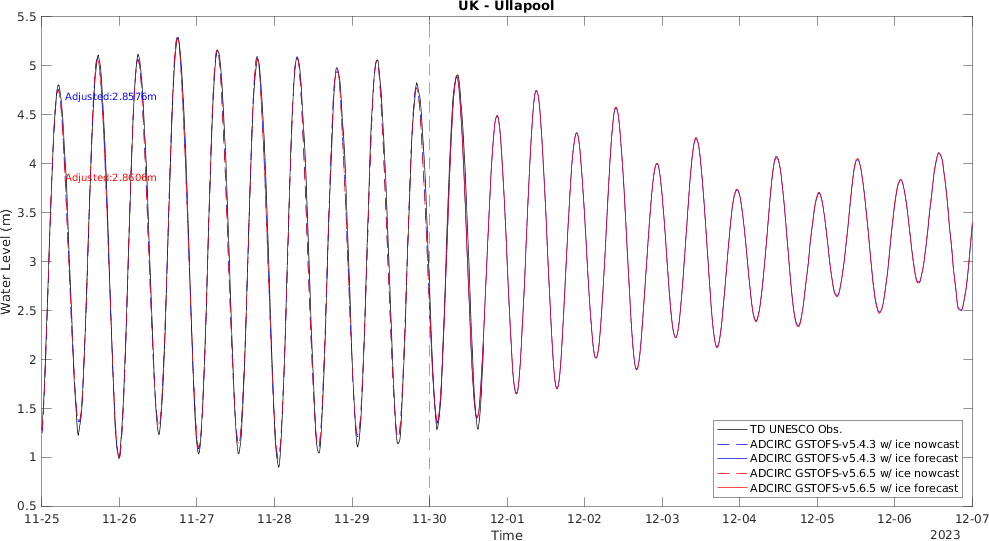 UK - Ullapool
5.5
5
4.5
4
3.5
3
2.5
2
1.5
1
0.5
Water Level (m)
Adjusted:2.8576m
Adjusted:2.8606m
TD UNESCO Obs.
ADCIRC GSTOFS-v5.4.3 w/ ice nowcast
ADCIRC GSTOFS-v5.4.3 w/ ice forecast
ADCIRC GSTOFS-v5.6.5 w/ ice nowcast
ADCIRC GSTOFS-v5.6.5 w/ ice forecast
11-25 11-26 11-27 11-28 11-29 11-30 12-01 12-02 12-03 12-04 12-05 12-06 12-07
Time
2023